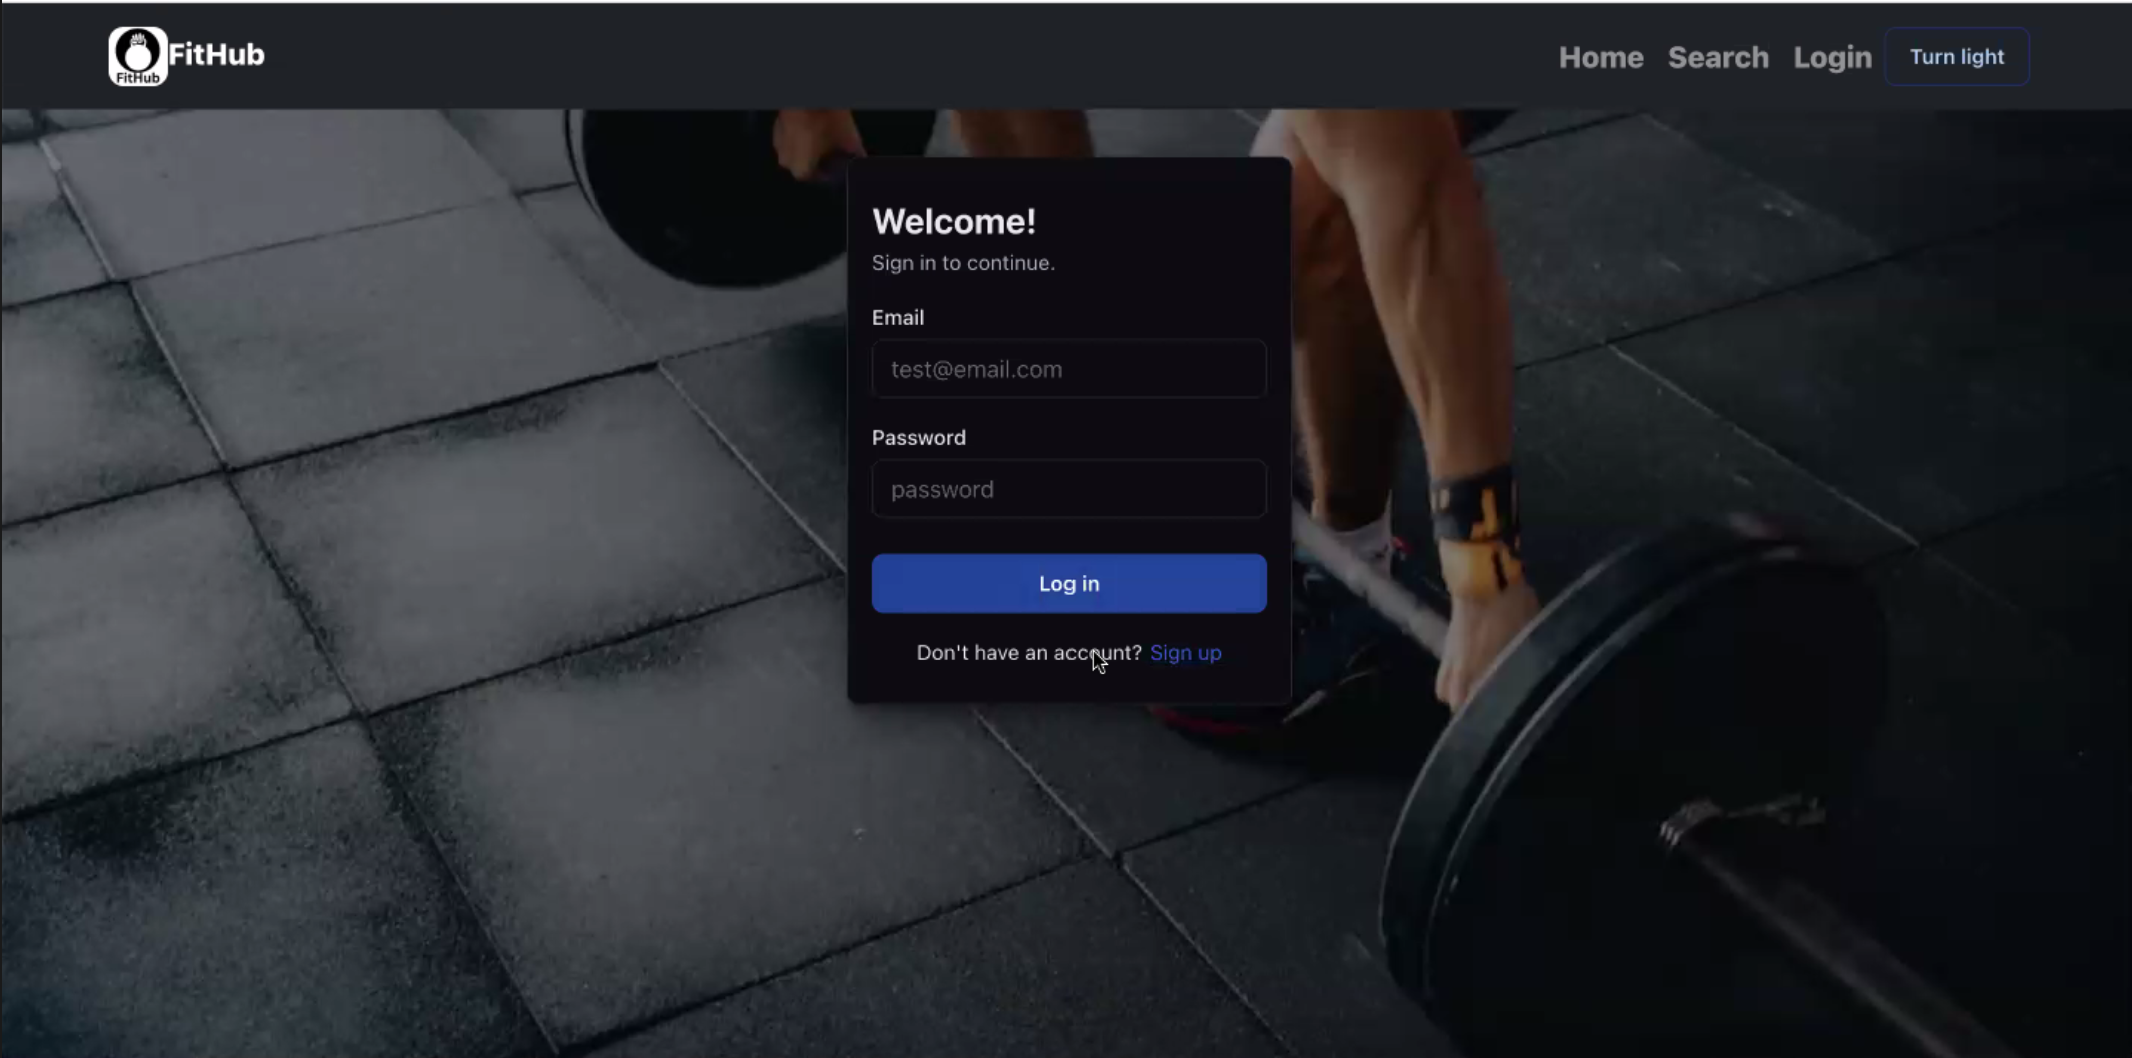 FitHub
FitHub
Home Search Login Turn light
Welcome!
Sign in to continue.
Email
test@email.com
Password
password
Log in
Don't have an account? Sign up